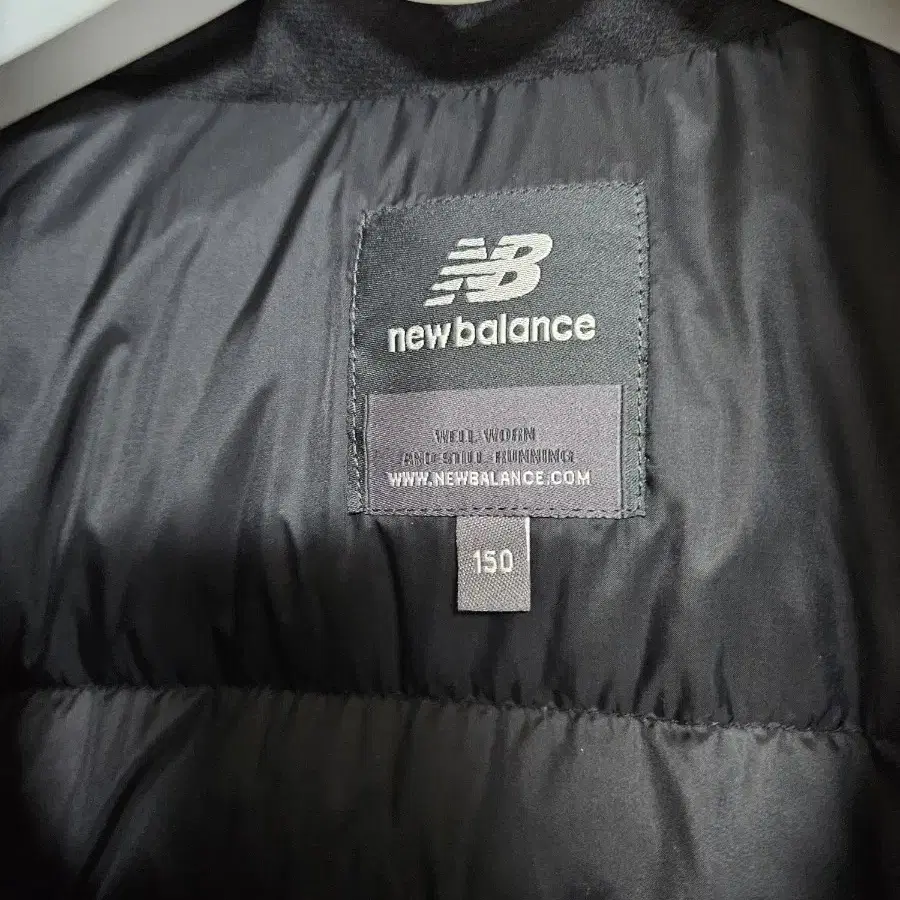 NB
new balance
WELL-WORN
AND STILL RUNNING
WWW.NEWBALANCE.COM
150